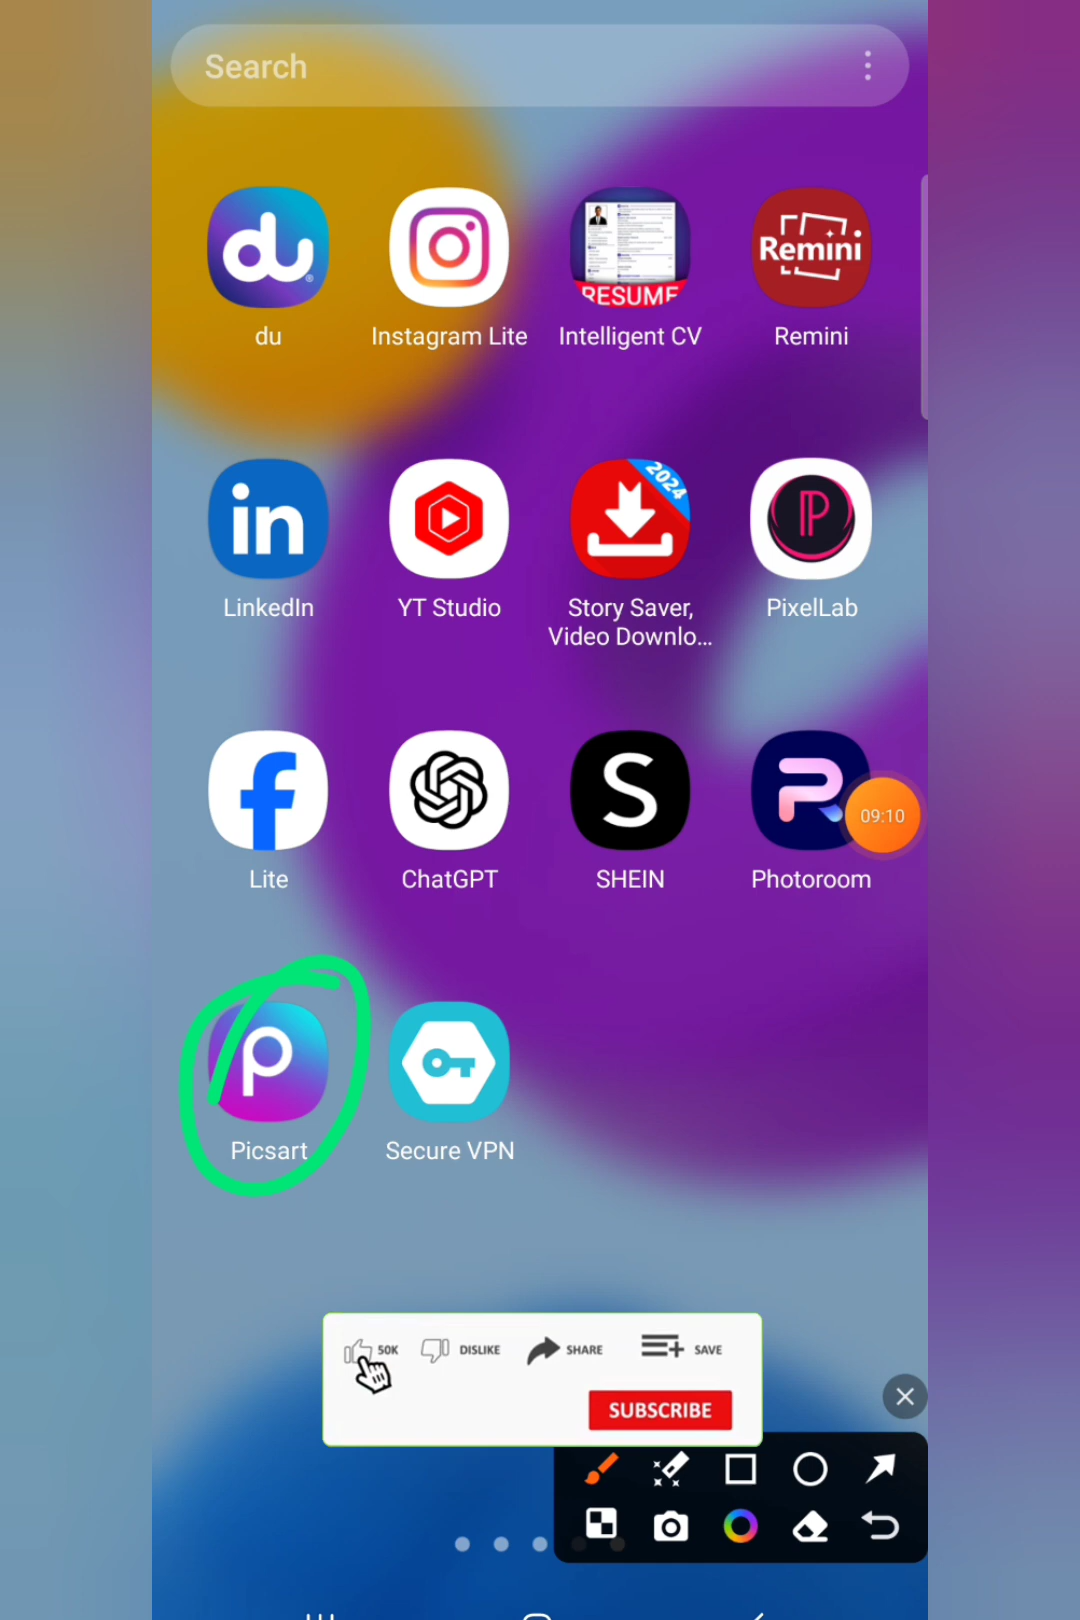 Search
du
RESUME
Remini
du
Instagram Lite
Intelligent CV
Remini
in
2024
P
LinkedIn
YT Studio
Story Saver,
Video Downlo...
PixelLab
f
S
R
09:10
Lite
ChatGPT
SHEIN
Photoroom
P
Picsart
Secure VPN
50K
DISLIKE
SHARE
SAVE
SUBSCRIBE